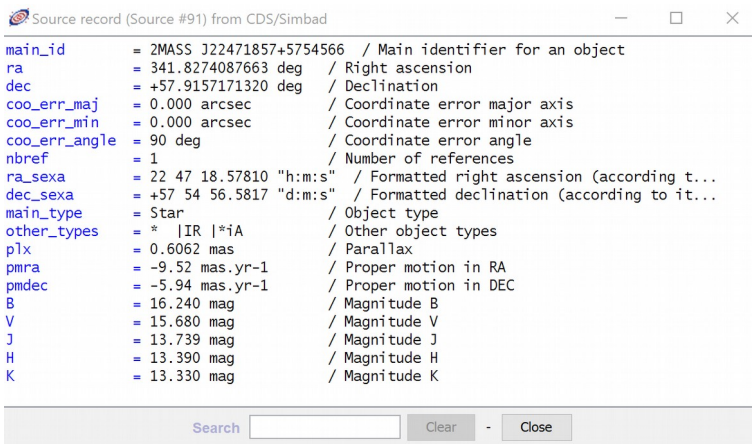 Source record (Source #91) from CDS/Simbad
main_id = 2MASS J22471857+5754566 / Main identifier for an object
ra = 341.8274087663 deg / Right ascension
dec = +57.9157171320 deg / Declination
coo_err_maj = 0.000 arcsec / Coordinate error major axis
coo_err_min = 0.000 arcsec / Coordinate error minor axis
coo_err_angle = 90 deg / Coordinate error angle
nbref = 1 / Number of references
ra_sexa = 22 47 18.57810 "h:m:s" / Formatted right ascension (according t...
dec_sexa = +57 54 56.5817 "d:m:s" / Formatted declination (according to it...
main_type = Star / Object type
other_types = * |IR |*iA / Other object types
plx = 0.6062 mas / Parallax
pmra = -9.52 mas.yr-1 / Proper motion in RA
pmdec = -5.94 mas.yr-1 / Proper motion in DEC
B = 16.240 mag / Magnitude B
V = 15.680 mag / Magnitude V
J = 13.739 mag / Magnitude J
H = 13.390 mag / Magnitude H
K = 13.330 mag / Magnitude K
Search Clear - Close